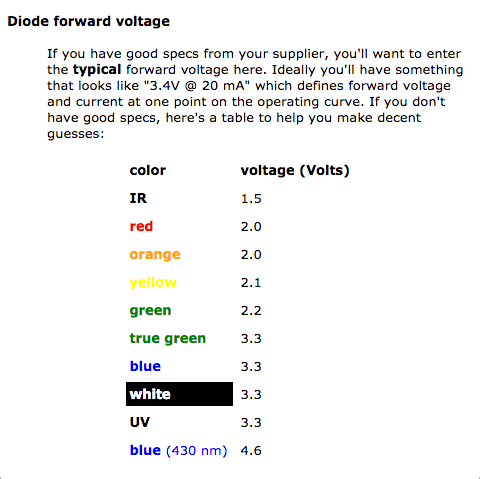 Diode forward voltage
If you have good specs from your supplier, you'll want to enter
the typical forward voltage here. Ideally you'll have something
that looks like "3.4V @ 20 mA" which defines forward voltage
and current at one point on the operating curve. If you don't
have good specs, here's a table to help you make decent
guesses:
color voltage (Volts)
IR 1.5
red 2.0
orange 2.0
yellow 2.1
green 2.2
true green 3.3
blue 3.3
white 3.3
UV 3.3
blue (430 nm) 4.6